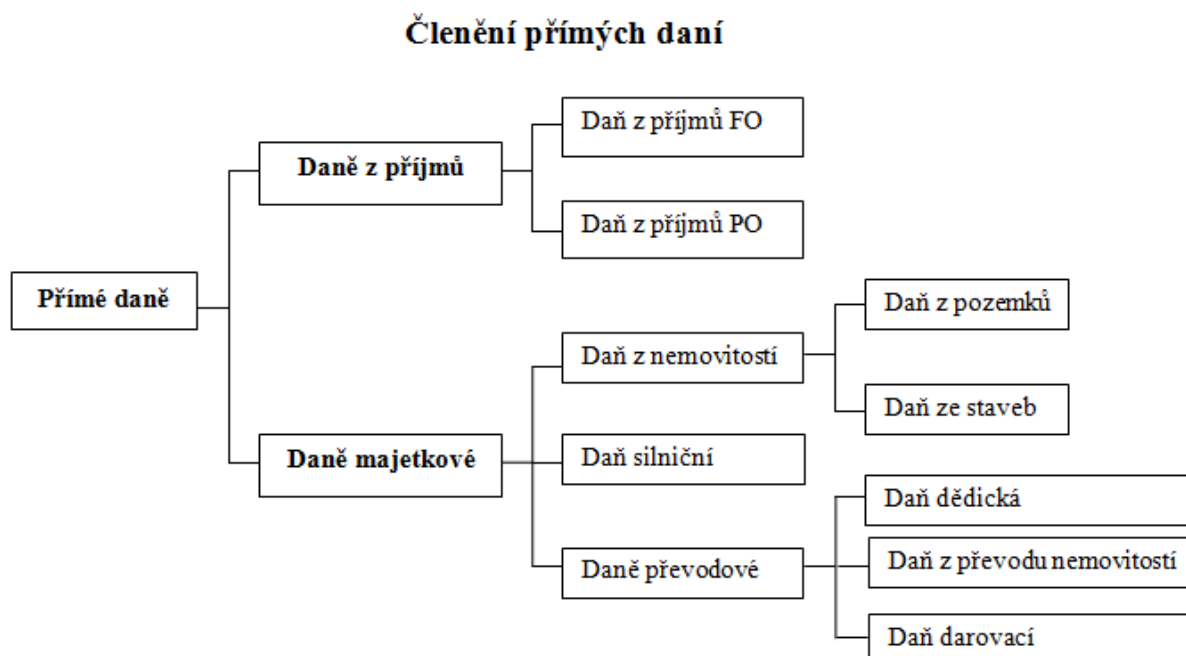 Členění přímých daní
Daň z příjmů FO
Daně z příjmů
Daň z příjmů PO
Přímé daně
Daň z pozemků
Daň z nemovitostí
Daň ze staveb
Daně majetkové
Daň silniční
Daň dědická
Daně převodové
Daň z převodu nemovitostí
Daň darovací